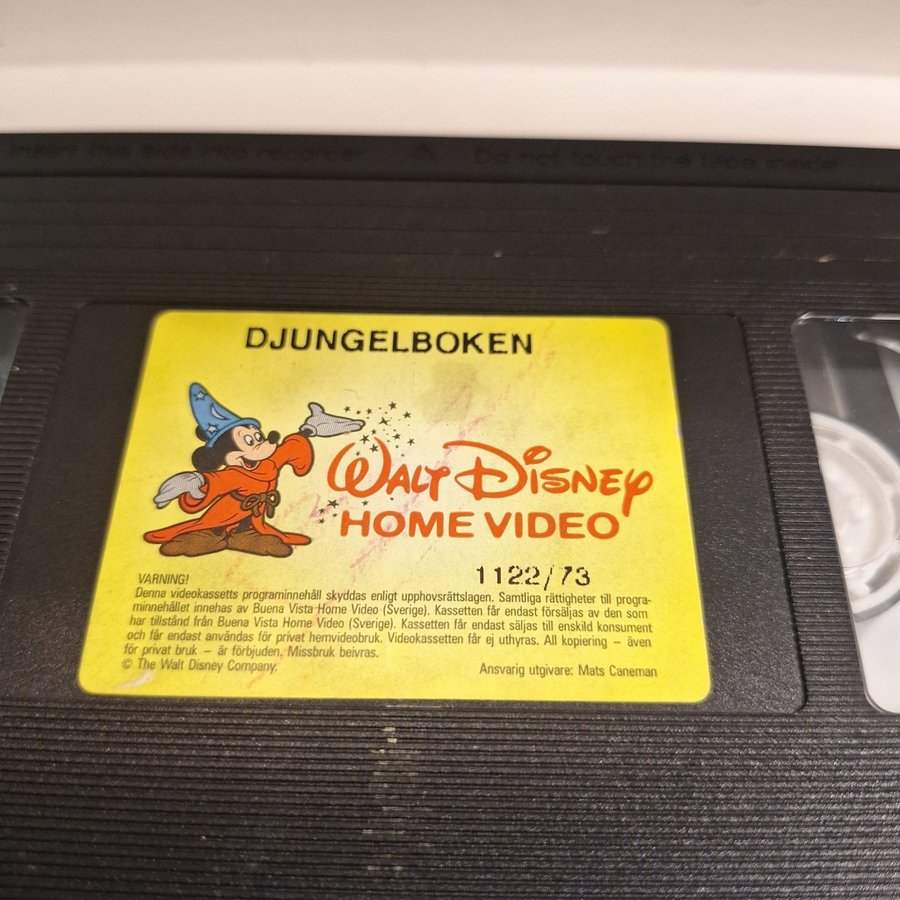 Insert this side into recorder Do not touch the tape inside
DJUNGELBOKEN
WALT DISNEY
HOME VIDEO
1122/73
VARNING!
Denna videokassetts programinnehåll skyddas enligt upphovsrättslagen. Samtliga rättigheter till progra-
minnehållet innehas av Buena Vista Home Video (Sverige). Kassetten får endast försäljas av den som
har tillstånd från Buena Vista Home Video (Sverige). Kassetten får endast säljas till enskild konsument
och får endast användas för privat hemvideobruk. Videokassetten får ej uthyras. All kopiering – även
för privat bruk – är förbjuden. Missbruk beivras.
© The Walt Disney Company.
Ansvarig utgivare: Mats Caneman